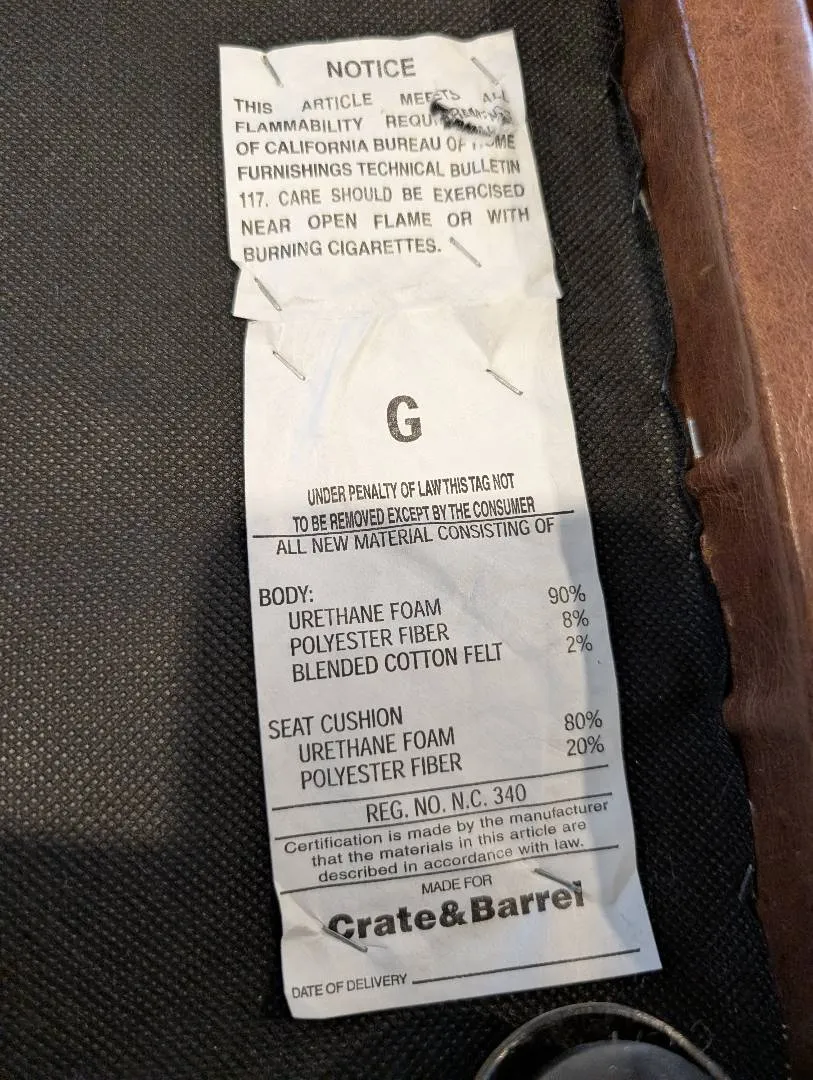 NOTICE
THIS ARTICLE MEETS ALL
FLAMMABILITY
OF CALIFORNIA BUREAU OF
FURNISHINGS TECHNICAL BULLETIN
117. CARE SHOULD BE EXERCISED
NEAR OPEN FLAME OR WITH
BURNING CIGARETTES.
G
UNDER PENALTY OF LAW THIS TAG NOT
TO BE REMOVED EXCEPT BY THE CONSUMER
ALL NEW MATERIAL CONSISTING OF
BODY:
URETHANE FOAM 90%
POLYESTER FIBER 8%
BLENDED COTTON FELT 2%
SEAT CUSHION
URETHANE FOAM 80%
POLYESTER FIBER 20%
REG. NO. N.C. 340
Certification is made by the manufacturer
that the materials in this article are
described in accordance with law.
MADE FOR
Crate&Barrel
DATE OF DELIVERY